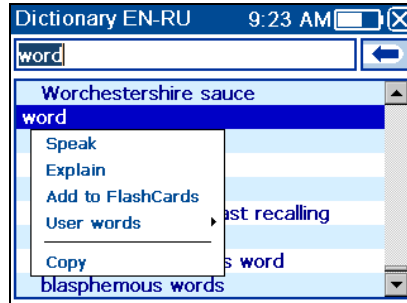 Dictionary EN-RU 9:23 AM
word
Worchestershire sauce
word
Speak
Explain
Add to FlashCards
User words
ast recalling
Copy
s word
blasphemous words